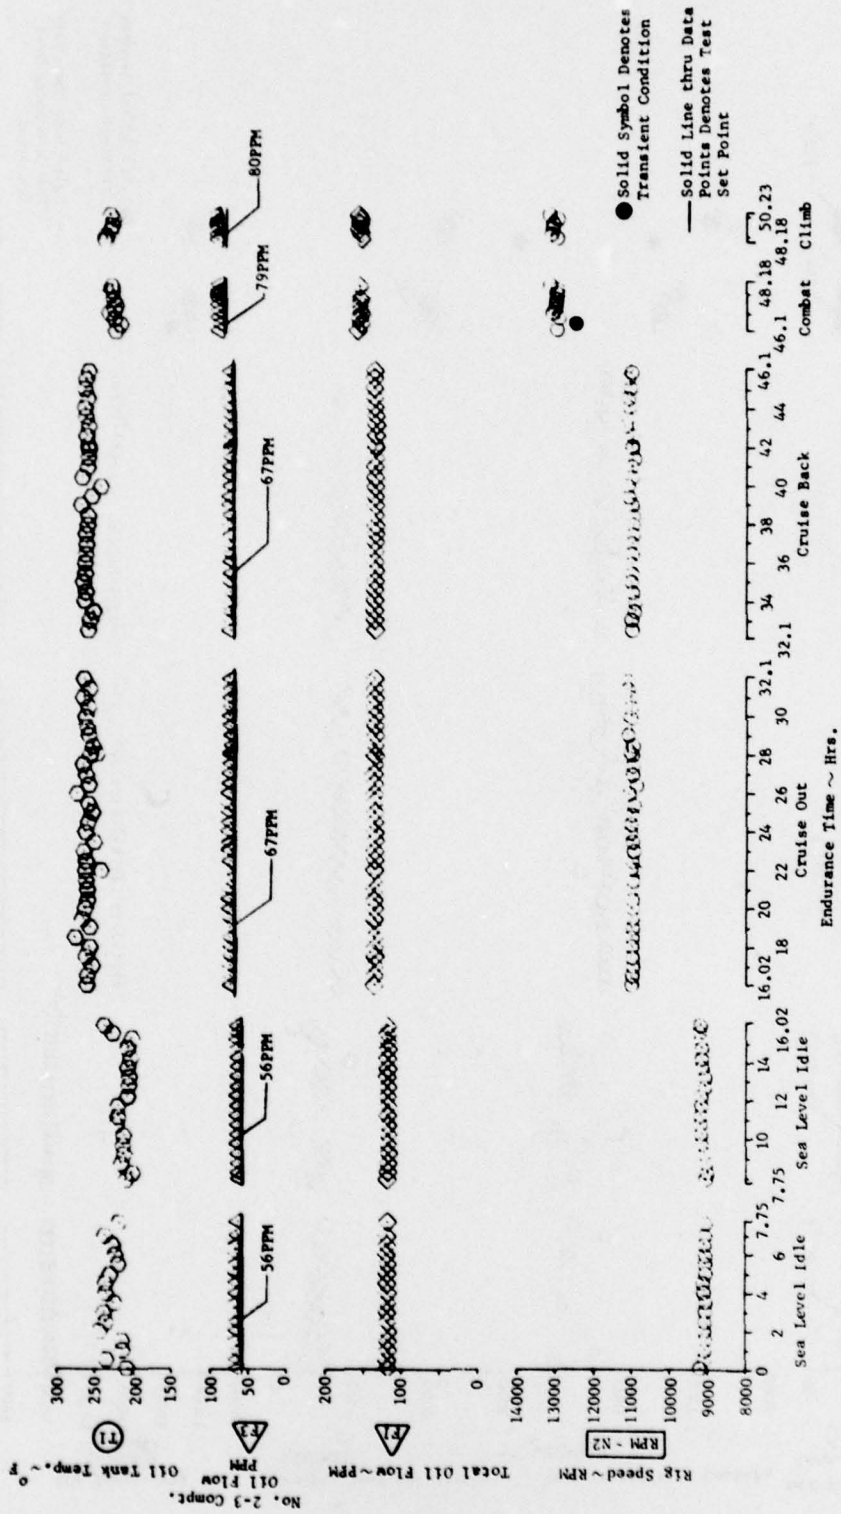 Oil Tank Temp. ~ °F
T1
300
250
200
150
No. 2-3 Compt.
Oil Flow
PPM
F3
100
50
0
56PPM
56PPM
67PPM
67PPM
79PPM
80PPM
Total Oil Flow ~ PPM
F1
200
100
0
Rig Speed ~ RPM
RPM - N2
14000
13000
12000
11000
10000
9000
8000
Solid Symbol Denotes
Transient Condition
Solid Line thru Data
Points Denotes Test
Set Point
0 2 4 6 7.75
Sea Level Idle
7.75 10 12 14 16.02
Sea Level Idle
16.02 18 20 22 24 26 28 30 32.1
Cruise Out
32.1 34 36 38 40 42 44 46.1
Cruise Back
46.1 48.18
Combat
48.18 50.23
Climb
Endurance Time ~ Hrs.